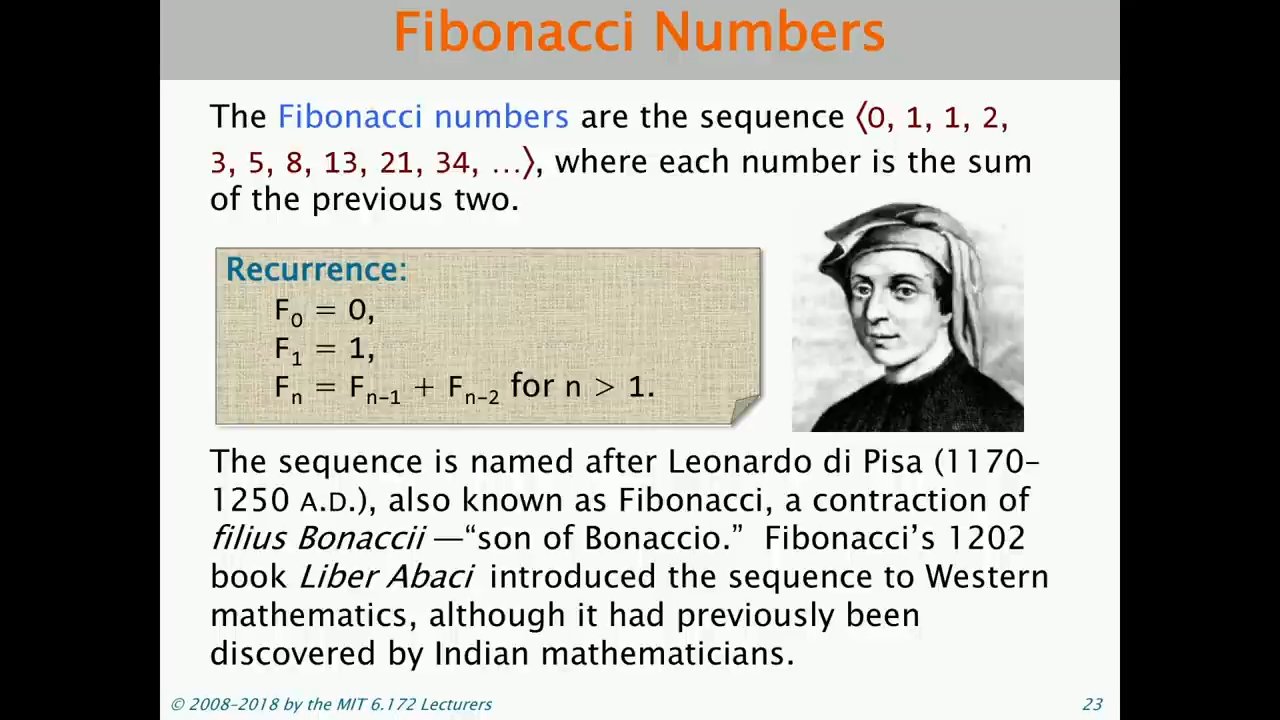 Fibonacci Numbers
The Fibonacci numbers are the sequence ⟨0, 1, 1, 2,
3, 5, 8, 13, 21, 34, …⟩, where each number is the sum
of the previous two.
Recurrence:
F₀ = 0,
F₁ = 1,
Fₙ = Fₙ₋₁ + Fₙ₋₂ for n > 1.
The sequence is named after Leonardo di Pisa (1170–
1250 A.D.), also known as Fibonacci, a contraction of
filius Bonaccii —“son of Bonaccio.” Fibonacci’s 1202
book Liber Abaci introduced the sequence to Western
mathematics, although it had previously been
discovered by Indian mathematicians.
© 2008–2018 by the MIT 6.172 Lecturers
23